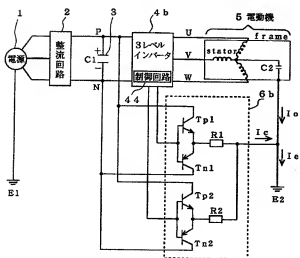 1
2
3
4b
5 電動機
電源
整流回路
P
C1
N
3レベル
インバータ
制御回路
44
U
V
W
frame
stator
C2
6b
Tp1
R1
Tn1
Tp2
R2
Tn2
Ic
Io
Ie
E1
E2